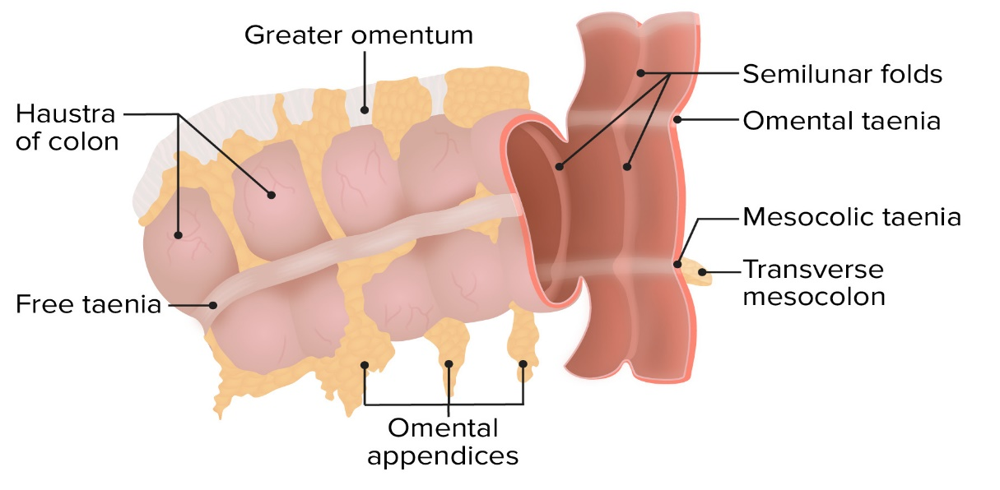 Greater omentum
Haustra
of colon
Free taenia
Semilunar folds
Omental taenia
Mesocolic taenia
Transverse
mesocolon
Omental
appendices